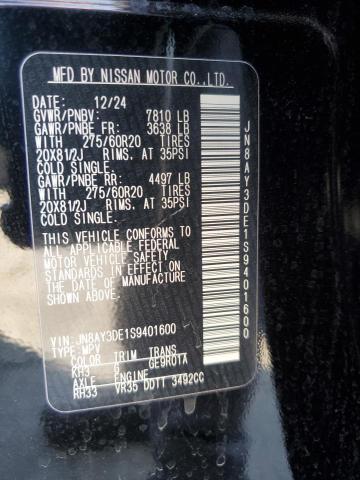 MFD BY NISSAN MOTOR CO.,LTD.
DATE: 12/24
GVWR/PNBV: 7810 LB
GAWR/PNBE FR: 3638 LB
WITH 275/60R20 TIRES
20X81/2J RIMS. AT 35PSI
COLD SINGLE.
GAWR/PNBE RR: 4497 LB
WITH 275/60R20 TIRES
20X81/2J RIMS. AT 35PSI
COLD SINGLE.
THIS VEHICLE CONFORMS TO
ALL APPLICABLE FEDERAL
MOTOR VEHICLE SAFETY
STANDARDS IN EFFECT ON
THE DATE OF MANUFACTURE
SHOWN ABOVE.
VIN:JN8AY3DE1S9401600
TYPE:MPV
COLOR TRIM TRANS
KH3 G GE9R01A
AXLE ENGINE
RH33 VR35 DDTT 3492CC
JN8AY3DE1S9401600